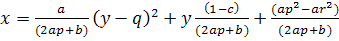 x = a/(2ap+b) (y − q)² + y (1−c)/(2ap+b) + (ap²−ar²)/(2ap+b)